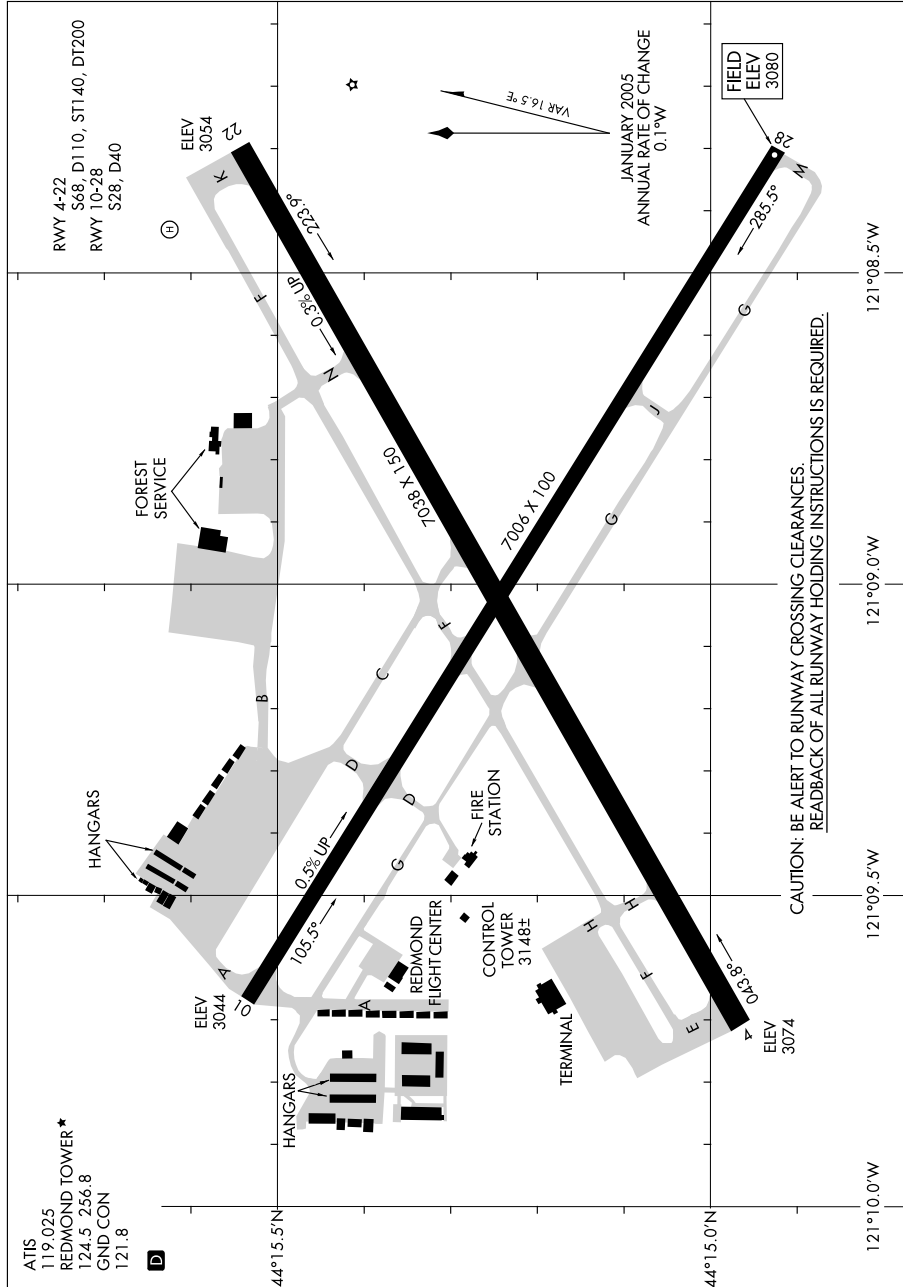 ATIS
119.025
REDMOND TOWER★
124.5 256.8
GND CON
121.8
D
RWY 4-22
S68, D110, ST140, DT200
RWY 10-28
S28, D40
HANGARS
FOREST
SERVICE
H
ELEV
3054
22
K
F
223.9°
0.3% UP
N
B
C
A
ELEV
3044
10
105.5°
0.5% UP
D
D
F
7038 X 150
7006 X 100
VAR 16.5°E
JANUARY 2005
ANNUAL RATE OF CHANGE
0.1°W
FIELD
ELEV
3080
28
285.5°
M
G
J
G
G
A
HANGARS
REDMOND
FLIGHT CENTER
CONTROL
TOWER
3148±
FIRE
STATION
TERMINAL
H
H
F
E
043.8°
4
ELEV
3074
CAUTION: BE ALERT TO RUNWAY CROSSING CLEARANCES.
READBACK OF ALL RUNWAY HOLDING INSTRUCTIONS IS REQUIRED.
44°15.5'N
44°15.0'N
121°10.0'W
121°09.5'W
121°09.0'W
121°08.5'W